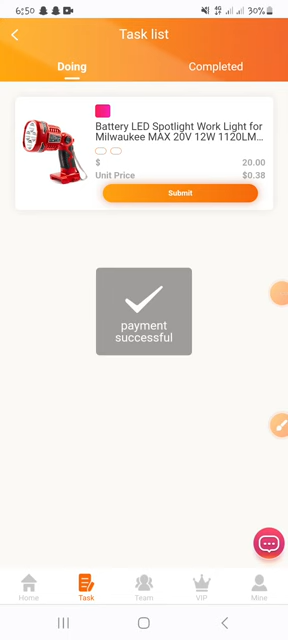 6:50
4G
30%
Task list
Doing
Completed
Battery LED Spotlight Work Light for
Milwaukee MAX 20V 12W 1120LM...
$ 20.00
Unit Price $0.38
Submit
payment
successful
Home Task Team VIP Mine